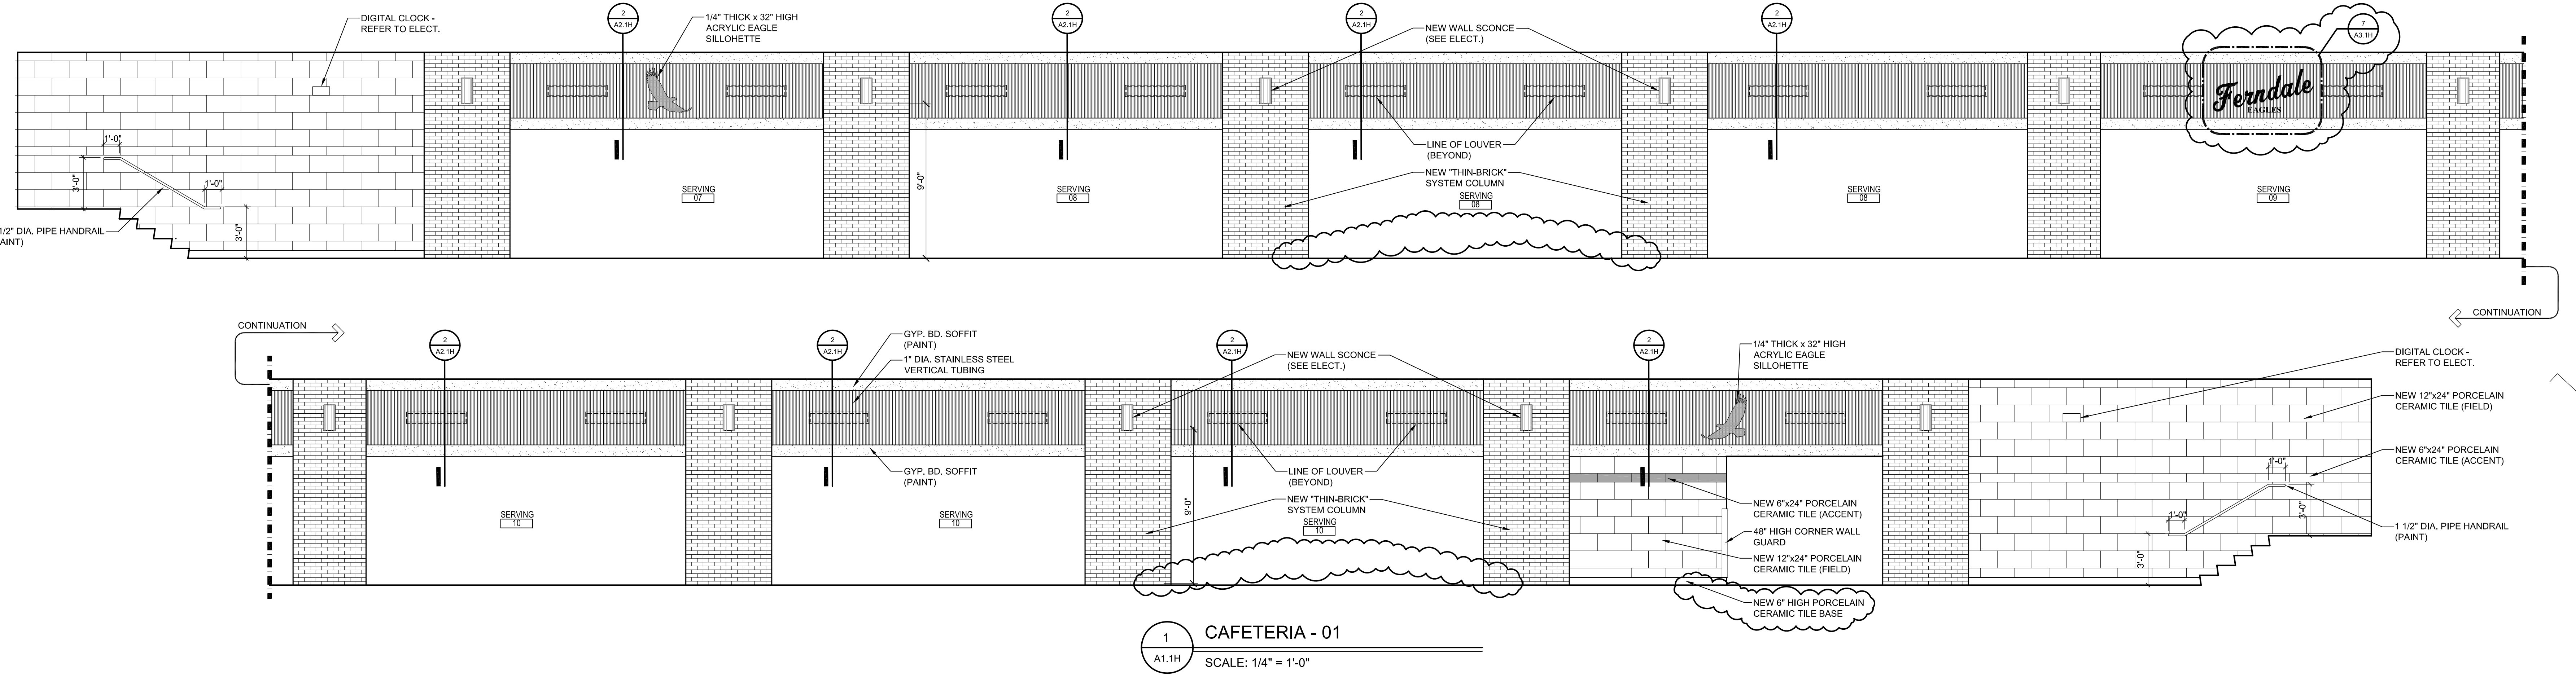 DIGITAL CLOCK -
REFER TO ELECT.
2
A2.1H
1/4" THICK x 32" HIGH
ACRYLIC EAGLE
SILLOHETTE
2
A2.1H
2
A2.1H
NEW WALL SCONCE
(SEE ELECT.)
2
A2.1H
7
A3.1H
Ferndale
EAGLES
1'-0"
3'-0"
1'-0"
3'-0"
1/2" DIA. PIPE HANDRAIL
AINT)
SERVING
07
9'-0"
SERVING
08
LINE OF LOUVER
(BEYOND)
NEW "THIN-BRICK"
SYSTEM COLUMN
SERVING
08
SERVING
08
SERVING
09
CONTINUATION
CONTINUATION
2
A2.1H
2
A2.1H
GYP. BD. SOFFIT
(PAINT)
1" DIA. STAINLESS STEEL
VERTICAL TUBING
2
A2.1H
NEW WALL SCONCE
(SEE ELECT.)
2
A2.1H
1/4" THICK x 32" HIGH
ACRYLIC EAGLE
SILLOHETTE
DIGITAL CLOCK -
REFER TO ELECT.
NEW 12"x24" PORCELAIN
CERAMIC TILE (FIELD)
NEW 6"x24" PORCELAIN
CERAMIC TILE (ACCENT)
1'-0"
3'-0"
1'-0"
3'-0"
1 1/2" DIA. PIPE HANDRAIL
(PAINT)
GYP. BD. SOFFIT
(PAINT)
SERVING
10
SERVING
10
9'-0"
LINE OF LOUVER
(BEYOND)
NEW "THIN-BRICK"
SYSTEM COLUMN
SERVING
10
NEW 6"x24" PORCELAIN
CERAMIC TILE (ACCENT)
48" HIGH CORNER WALL
GUARD
NEW 12"x24" PORCELAIN
CERAMIC TILE (FIELD)
NEW 6" HIGH PORCELAIN
CERAMIC TILE BASE
1
A1.1H
CAFETERIA - 01
SCALE: 1/4" = 1'-0"